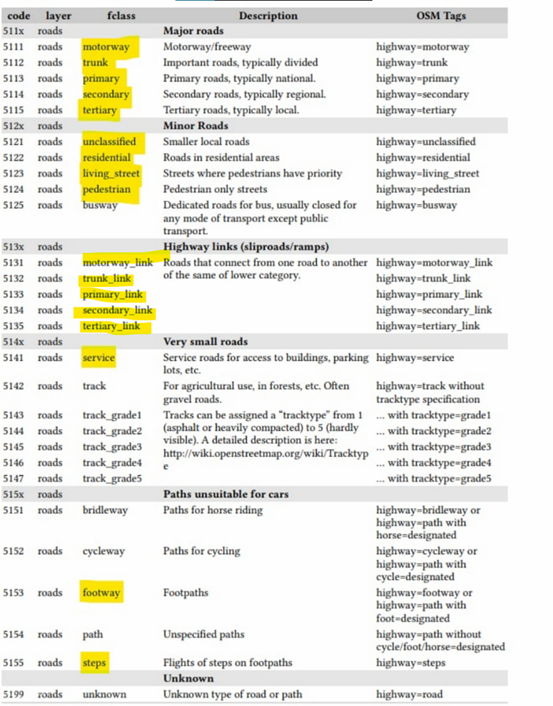 code layer fclass Description OSM Tags
511x roads Major roads
5111 roads motorway Motorway/freeway highway=motorway
5112 roads trunk Important roads, typically divided highway=trunk
5113 roads primary Primary roads, typically national. highway=primary
5114 roads secondary Secondary roads, typically regional. highway=secondary
5115 roads tertiary Tertiary roads, typically local. highway=tertiary
512x roads Minor Roads
5121 roads unclassified Smaller local roads highway=unclassified
5122 roads residential Roads in residential areas highway=residential
5123 roads living_street Streets where pedestrians have priority highway=living_street
5124 roads pedestrian Pedestrian only streets highway=pedestrian
5125 roads busway Dedicated roads for bus, usually closed for highway=busway
any mode of transport except public
transport.
513x roads Highway links (sliproads/ramps)
5131 roads motorway_link Roads that connect from one road to another highway=motorway_link
5132 roads trunk_link of the same of lower category. highway=trunk_link
5133 roads primary_link highway=primary_link
5134 roads secondary_link highway=secondary_link
5135 roads tertiary_link highway=tertiary_link
514x roads Very small roads
5141 roads service Service roads for access to buildings, parking highway=service
lots, etc.
5142 roads track For agricultural use, in forests, etc. Often highway=track without
gravel roads. tracktype specification
5143 roads track_grade1 Tracks can be assigned a "tracktype" from 1 ... with tracktype=grade1
5144 roads track_grade2 (asphalt or heavily compacted) to 5 (hardly ... with tracktype=grade2
5145 roads track_grade3 visible). A detailed description is here: ... with tracktype=grade3
5146 roads track_grade4 http://wiki.openstreetmap.org/wiki/Tracktyp ... with tracktype=grade4
5147 roads track_grade5 e ... with tracktype=grade5
515x roads Paths unsuitable for cars
5151 roads bridleway Paths for horse riding highway=bridleway or
highway=path with
horse=designated
5152 roads cycleway Paths for cycling highway=cycleway or
highway=path with
cycle=designated
5153 roads footway Footpaths highway=footway or
highway=path with
foot=designated
5154 roads path Unspecified paths highway=path without
cycle/foot/horse=designated
5155 roads steps Flights of steps on footpaths highway=steps
Unknown
5199 roads unknown Unknown type of road or path highway=road